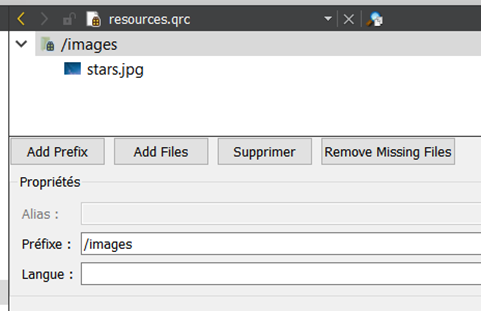 resources.qrc
/images
stars.jpg
Add Prefix Add Files Supprimer Remove Missing Files
Propriétés
Alias :
Préfixe : /images
Langue :